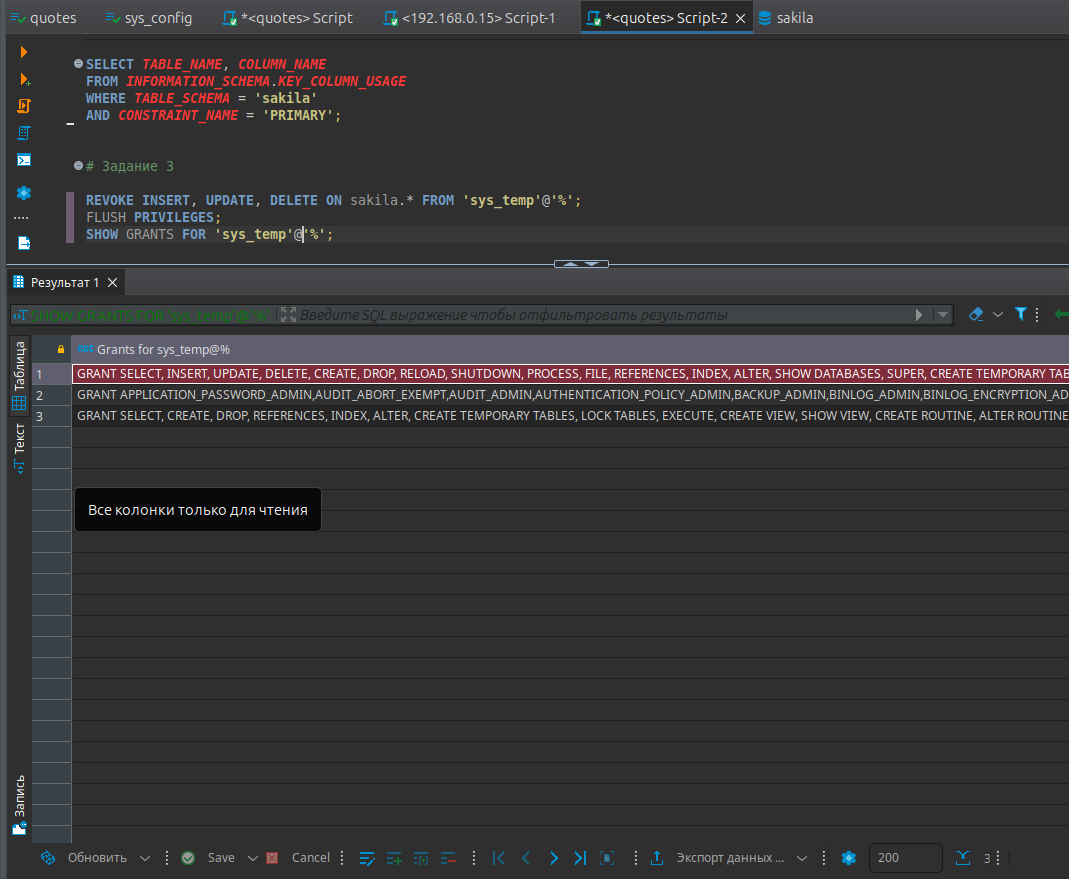 quotes
sys_config
*<quotes> Script
<192.168.0.15> Script-1
*<quotes> Script-2
sakila
SELECT TABLE_NAME, COLUMN_NAME
FROM INFORMATION_SCHEMA.KEY_COLUMN_USAGE
WHERE TABLE_SCHEMA = 'sakila'
AND CONSTRAINT_NAME = 'PRIMARY';
# Задание 3
REVOKE INSERT, UPDATE, DELETE ON sakila.* FROM 'sys_temp'@'%';
FLUSH PRIVILEGES;
SHOW GRANTS FOR 'sys_temp'@'%';
Результат 1
SHOW GRANTS FOR 'sys_temp'@'%'
Введите SQL выражение чтобы отфильтровать результаты
Таблица
Текст
Запись
Grants for sys_temp@%
1 GRANT SELECT, INSERT, UPDATE, DELETE, CREATE, DROP, RELOAD, SHUTDOWN, PROCESS, FILE, REFERENCES, INDEX, ALTER, SHOW DATABASES, SUPER, CREATE TEMPORARY TAB
2 GRANT APPLICATION_PASSWORD_ADMIN,AUDIT_ABORT_EXEMPT,AUDIT_ADMIN,AUTHENTICATION_POLICY_ADMIN,BACKUP_ADMIN,BINLOG_ADMIN,BINLOG_ENCRYPTION_AD
3 GRANT SELECT, CREATE, DROP, REFERENCES, INDEX, ALTER, CREATE TEMPORARY TABLES, LOCK TABLES, EXECUTE, CREATE VIEW, SHOW VIEW, CREATE ROUTINE, ALTER ROUTINE
Все колонки только для чтения
Обновить
Save
Cancel
Экспорт данных ...
200
3